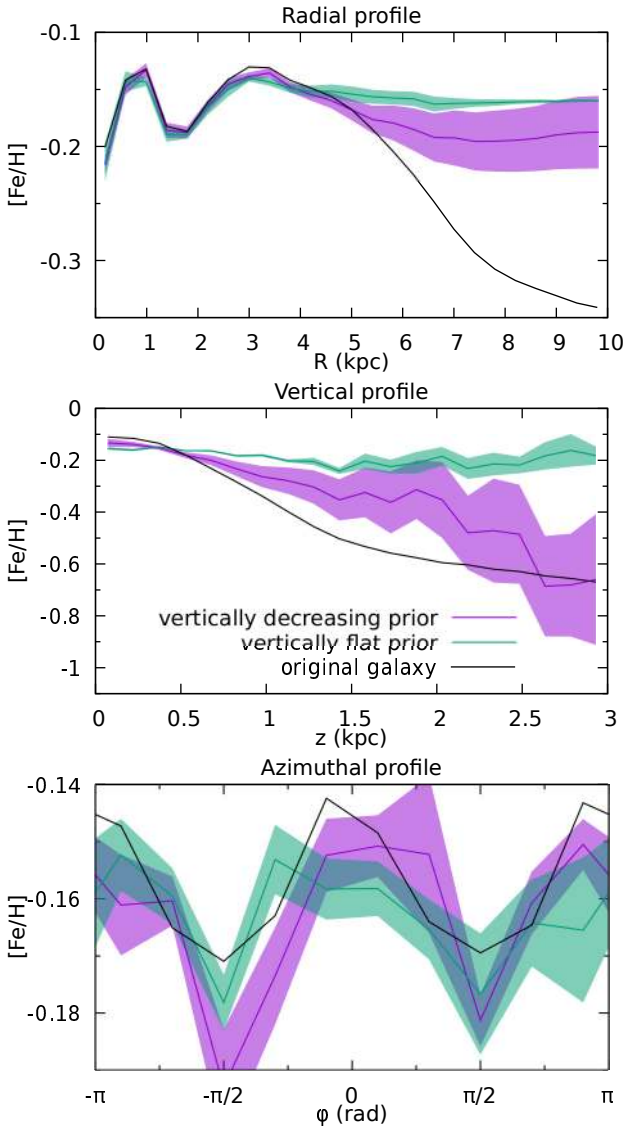 Radial profile
-0.1
-0.2
-0.3
[Fe/H]
0 1 2 3 4 5 6 7 8 9 10
R (kpc)
Vertical profile
0
-0.2
-0.4
-0.6
-0.8
-1
[Fe/H]
vertically decreasing prior
vertically flat prior
original galaxy
0 0.5 1 1.5 2 2.5 3
z (kpc)
Azimuthal profile
-0.14
-0.16
-0.18
[Fe/H]
-π -π/2 0 π/2 π
φ (rad)